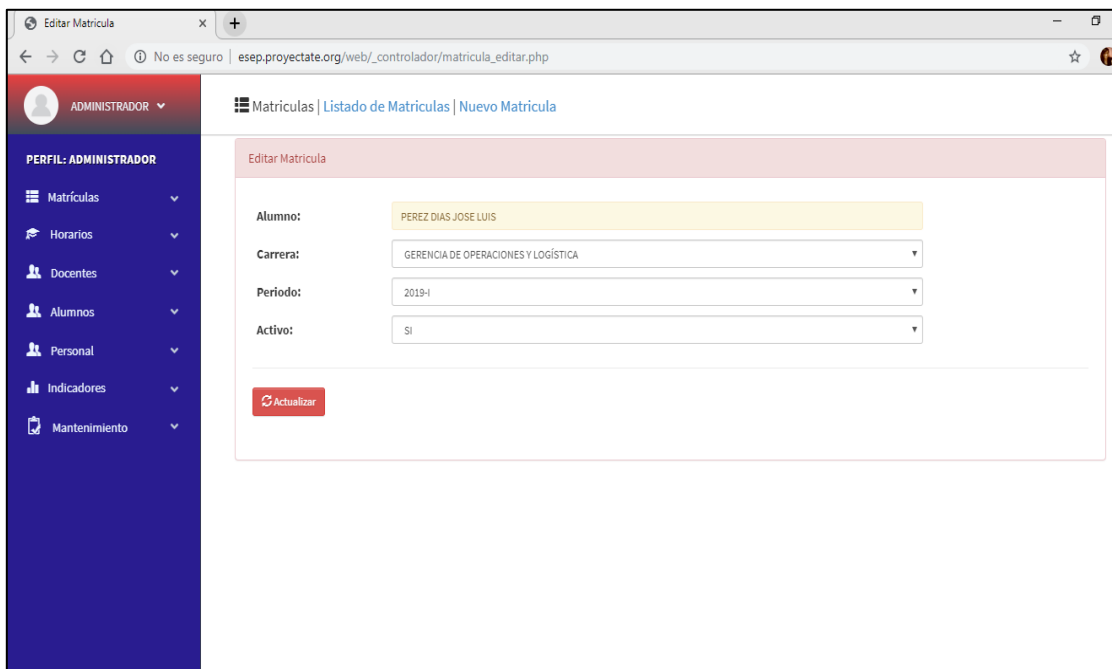 Editar Matricula
No es seguro | esep.proyectate.org/web/_controlador/matricula_editar.php
ADMINISTRADOR
Matriculas | Listado de Matriculas | Nuevo Matricula
PERFIL: ADMINISTRADOR
Matrículas
Horarios
Docentes
Alumnos
Personal
Indicadores
Mantenimiento
Editar Matricula
Alumno: PEREZ DIAS JOSE LUIS
Carrera: GERENCIA DE OPERACIONES Y LOGÍSTICA
Periodo: 2019-I
Activo: SI
Actualizar